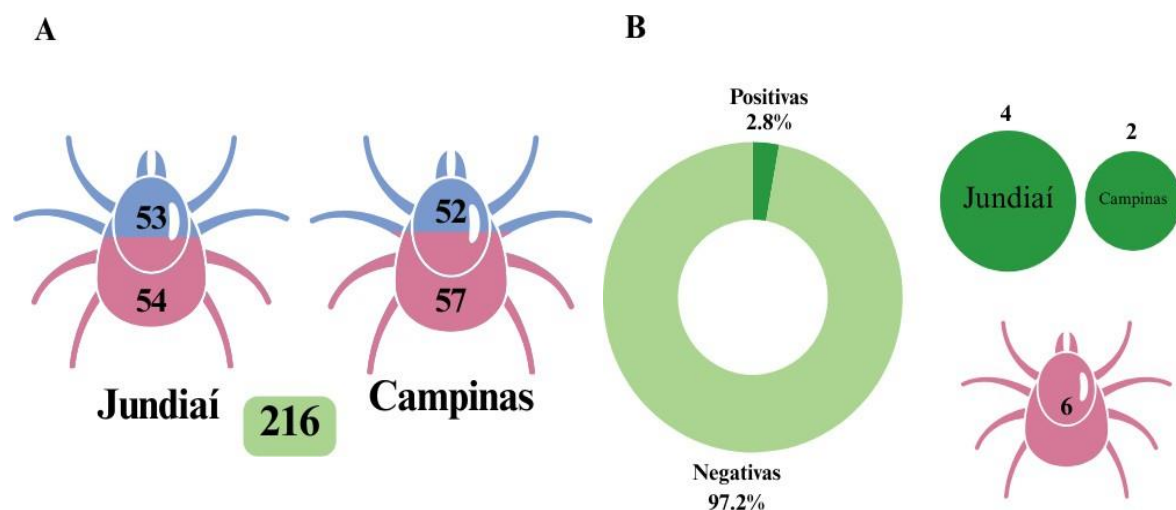 A
53
54
52
57
Jundiaí
Campinas
216
B
Positivas
2.8%
Negativas
97.2%
4
Jundiaí
2
Campinas
6